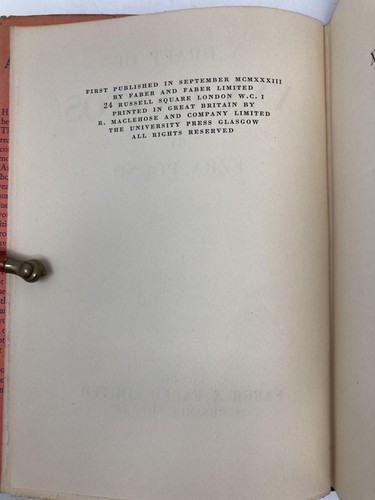 FIRST PUBLISHED IN SEPTEMBER MCMXXXIII
BY FABER AND FABER LIMITED
24 RUSSELL SQUARE LONDON W.C. I
PRINTED IN GREAT BRITAIN BY
R. MACLEHOSE AND COMPANY LIMITED
THE UNIVERSITY PRESS GLASGOW
ALL RIGHTS RESERVED